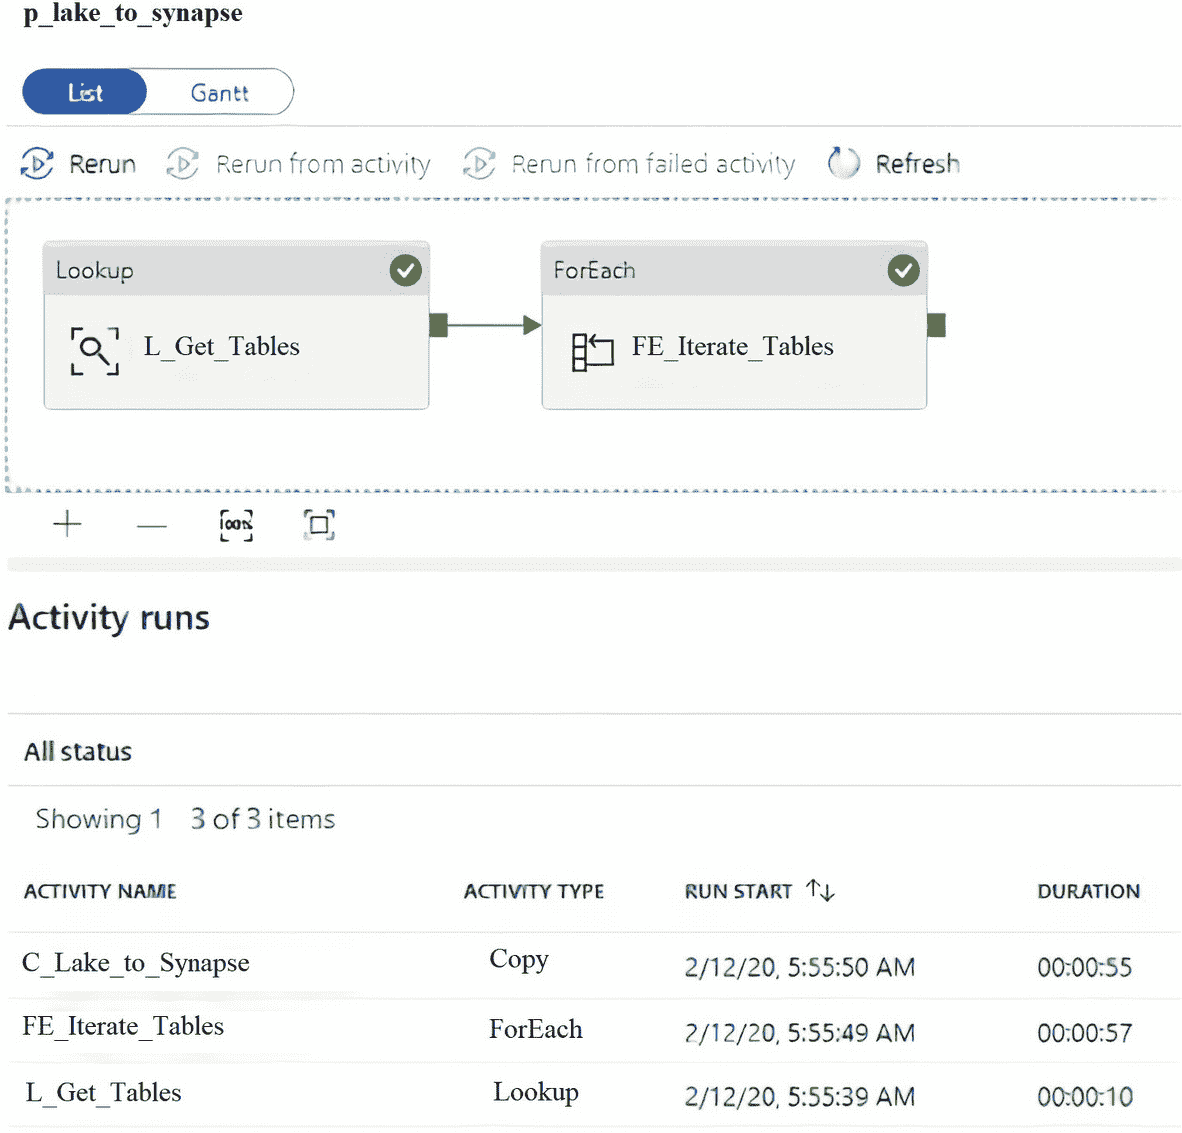 p_lake_to_synapse
List Gantt
Rerun Rerun from activity Rerun from failed activity Refresh
Lookup ForEach
L_Get_Tables FE_Iterate_Tables
100%
Activity runs
All status
Showing 1 3 of 3 items
ACTIVITY NAME ACTIVITY TYPE RUN START ↑↓ DURATION
C_Lake_to_Synapse Copy 2/12/20, 5:55:50 AM 00:00:55
FE_Iterate_Tables ForEach 2/12/20, 5:55:49 AM 00:00:57
L_Get_Tables Lookup 2/12/20, 5:55:39 AM 00:00:10